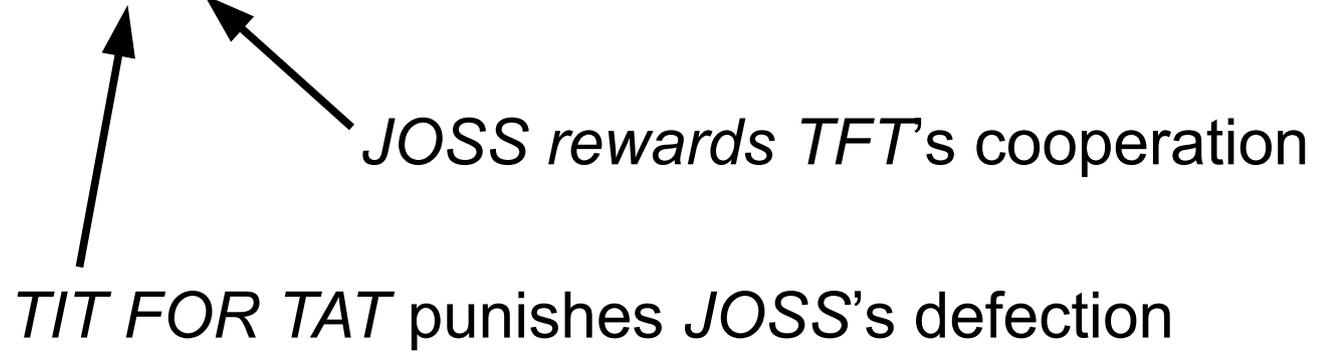 JOSS rewards TFT’s cooperation
TIT FOR TAT punishes JOSS’s defection